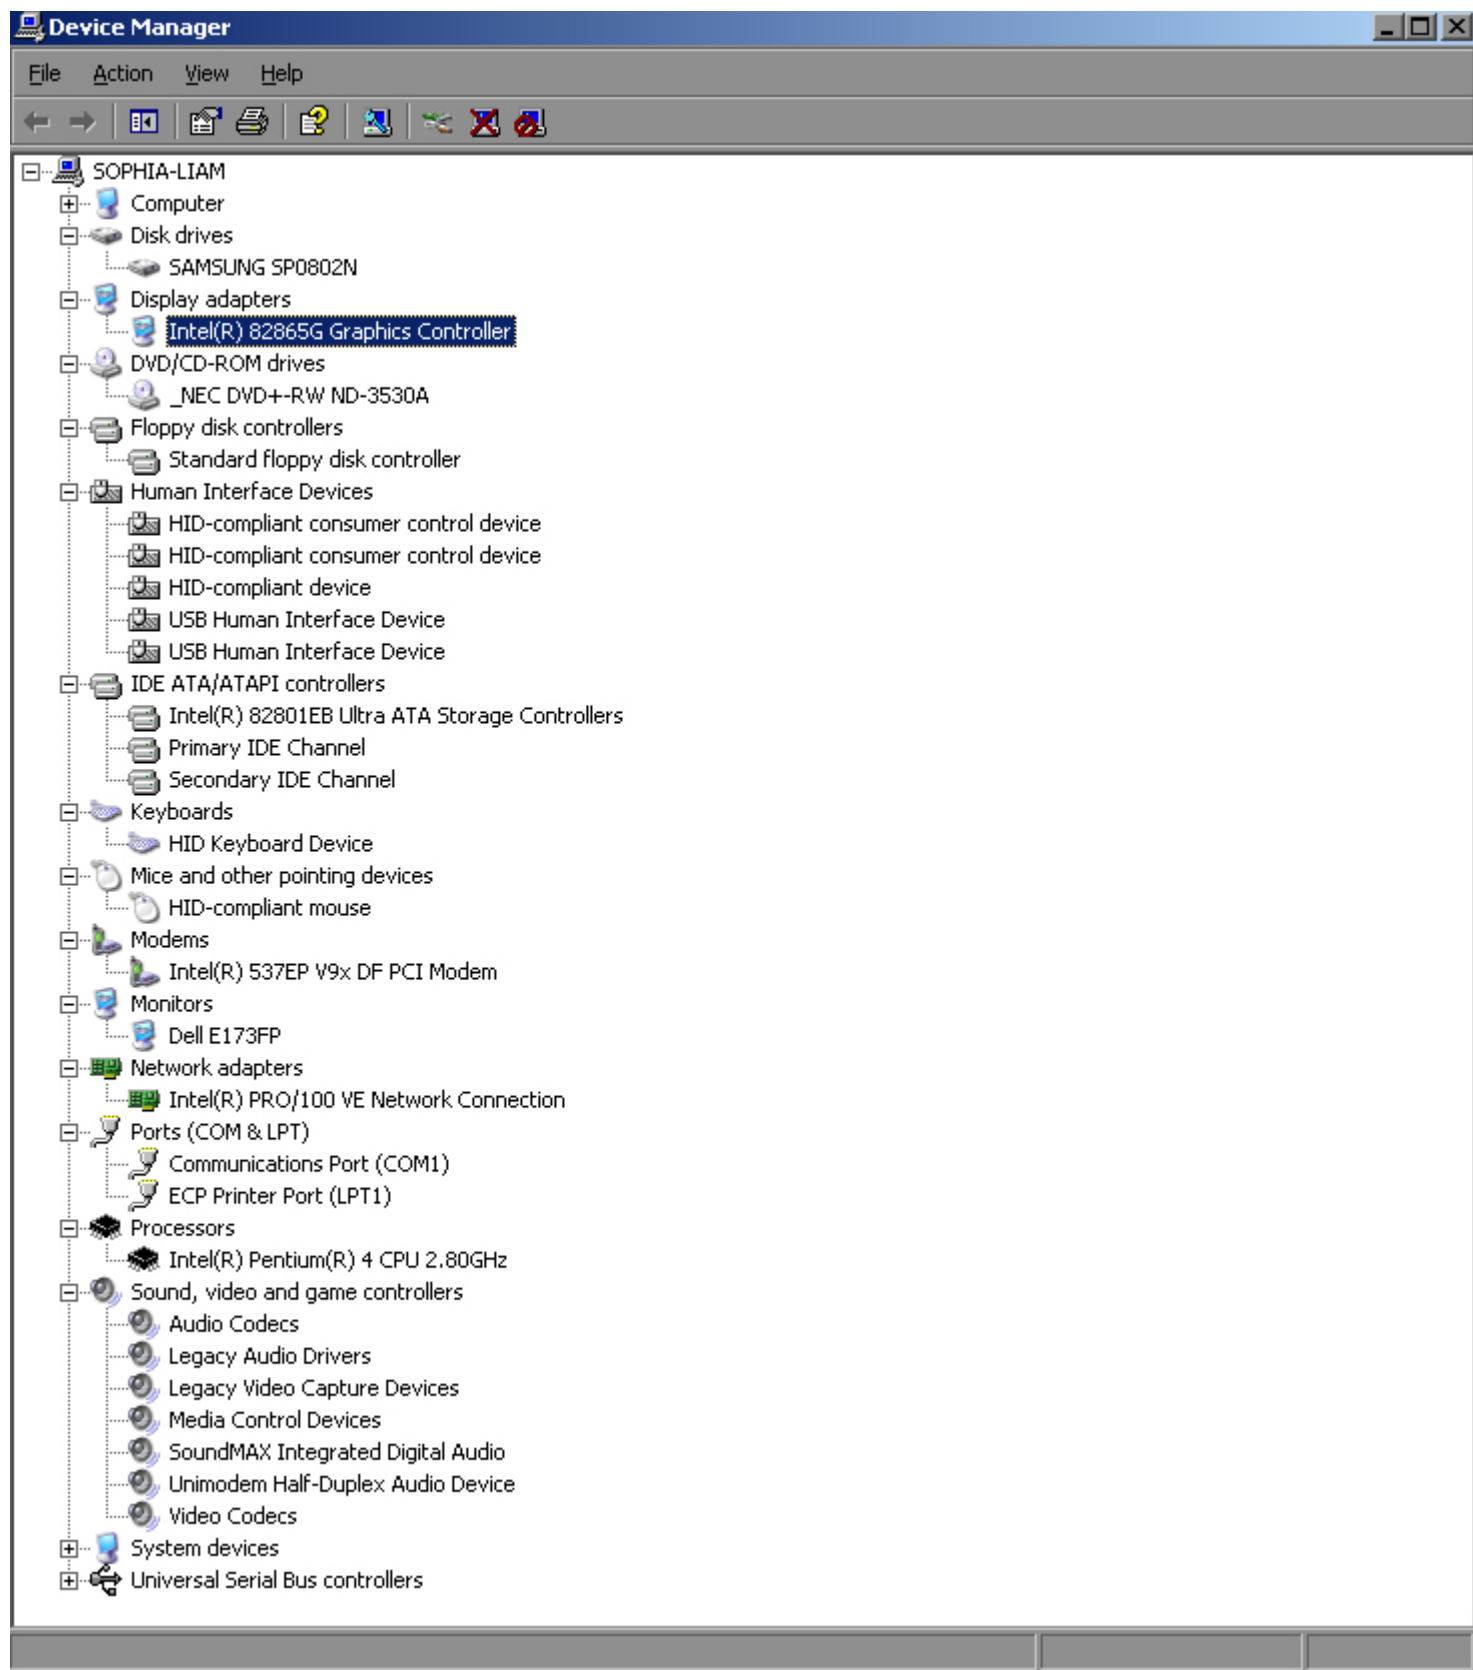 Device Manager
File Action View Help
SOPHIA-LIAM
Computer
Disk drives
SAMSUNG SP0802N
Display adapters
Intel(R) 82865G Graphics Controller
DVD/CD-ROM drives
_NEC DVD+-RW ND-3530A
Floppy disk controllers
Standard floppy disk controller
Human Interface Devices
HID-compliant consumer control device
HID-compliant consumer control device
HID-compliant device
USB Human Interface Device
USB Human Interface Device
IDE ATA/ATAPI controllers
Intel(R) 82801EB Ultra ATA Storage Controllers
Primary IDE Channel
Secondary IDE Channel
Keyboards
HID Keyboard Device
Mice and other pointing devices
HID-compliant mouse
Modems
Intel(R) 537EP V9x DF PCI Modem
Monitors
Dell E173FP
Network adapters
Intel(R) PRO/100 VE Network Connection
Ports (COM & LPT)
Communications Port (COM1)
ECP Printer Port (LPT1)
Processors
Intel(R) Pentium(R) 4 CPU 2.80GHz
Sound, video and game controllers
Audio Codecs
Legacy Audio Drivers
Legacy Video Capture Devices
Media Control Devices
SoundMAX Integrated Digital Audio
Unimodem Half-Duplex Audio Device
Video Codecs
System devices
Universal Serial Bus controllers